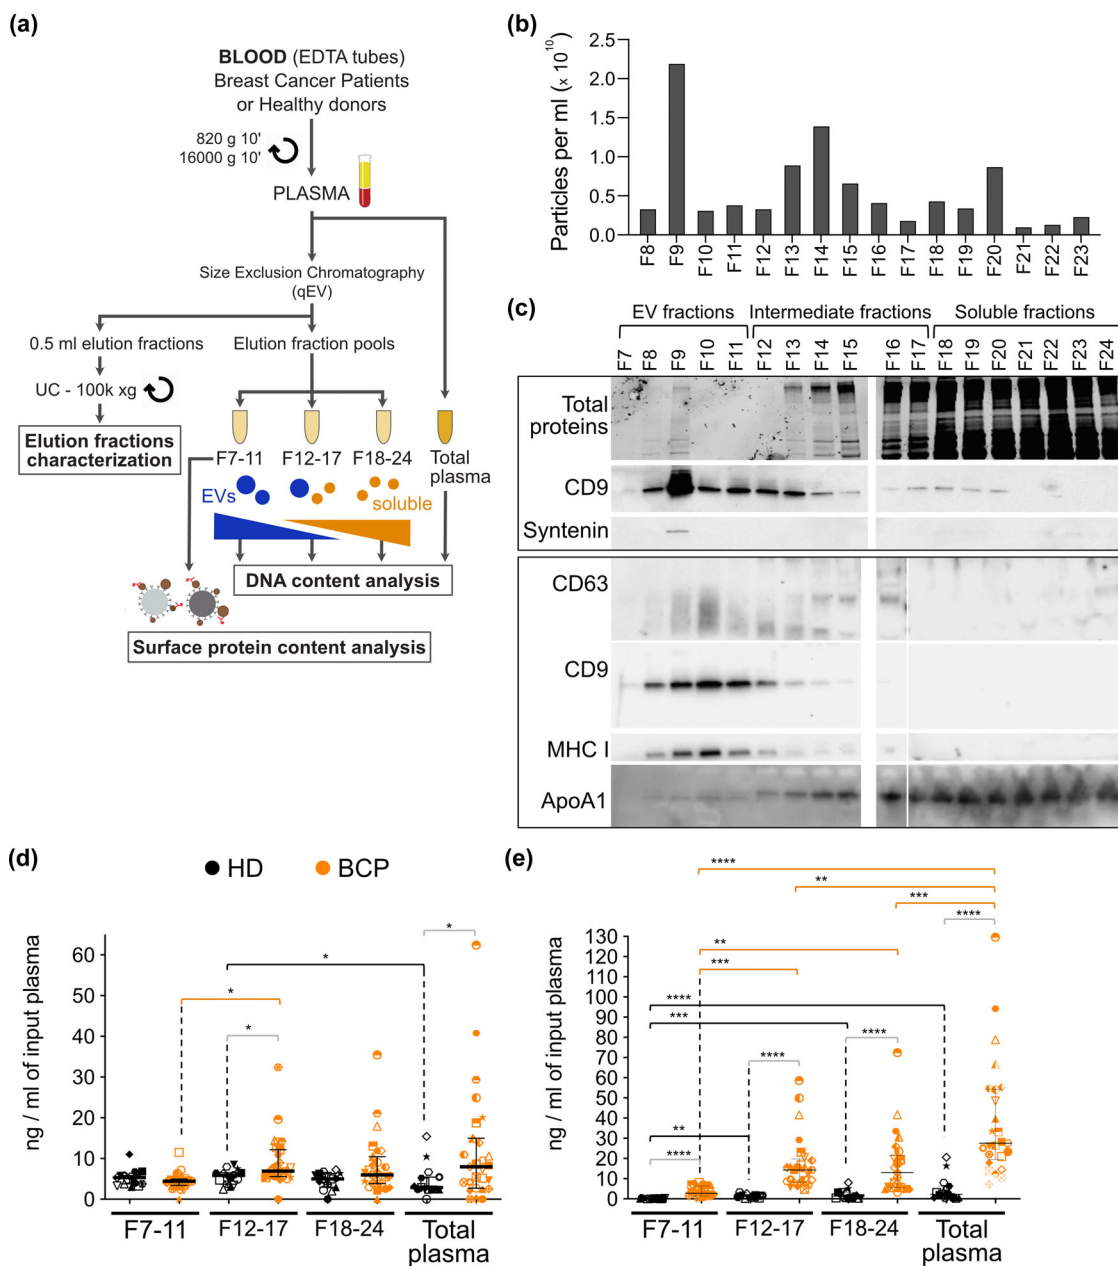 (a)
BLOOD (EDTA tubes)
Breast Cancer Patients
or Healthy donors
820 g 10'
16000 g 10'
PLASMA
Size Exclusion Chromatography
(qEV)
0.5 ml elution fractions
Elution fraction pools
UC - 100k xg
Elution fractions
characterization
F7-11
F12-17
F18-24
Total
plasma
EVs
soluble
DNA content analysis
Surface protein content analysis
(b)
Particles per ml (x 10¹⁰)
2.5
2.0
1.5
1.0
0.5
0.0
F8
F9
F10
F11
F12
F13
F14
F15
F16
F17
F18
F19
F20
F21
F22
F23
(c)
EV fractions
Intermediate fractions
Soluble fractions
F7
F8
F9
F10
F11
F12
F13
F14
F15
F16
F17
F18
F19
F20
F21
F22
F23
F24
Total
proteins
CD9
Syntenin
CD63
CD9
MHC I
ApoA1
(d)
HD
BCP
ng / ml of input plasma
60
50
40
30
20
10
0
*
*
*
*
F7-11
F12-17
F18-24
Total
plasma
(e)
ng / ml of input plasma
130
120
110
100
90
80
70
60
50
40
30
20
10
0
****
**
***
****
**
***
****
***
****
****
**
****
F7-11
F12-17
F18-24
Total
plasma